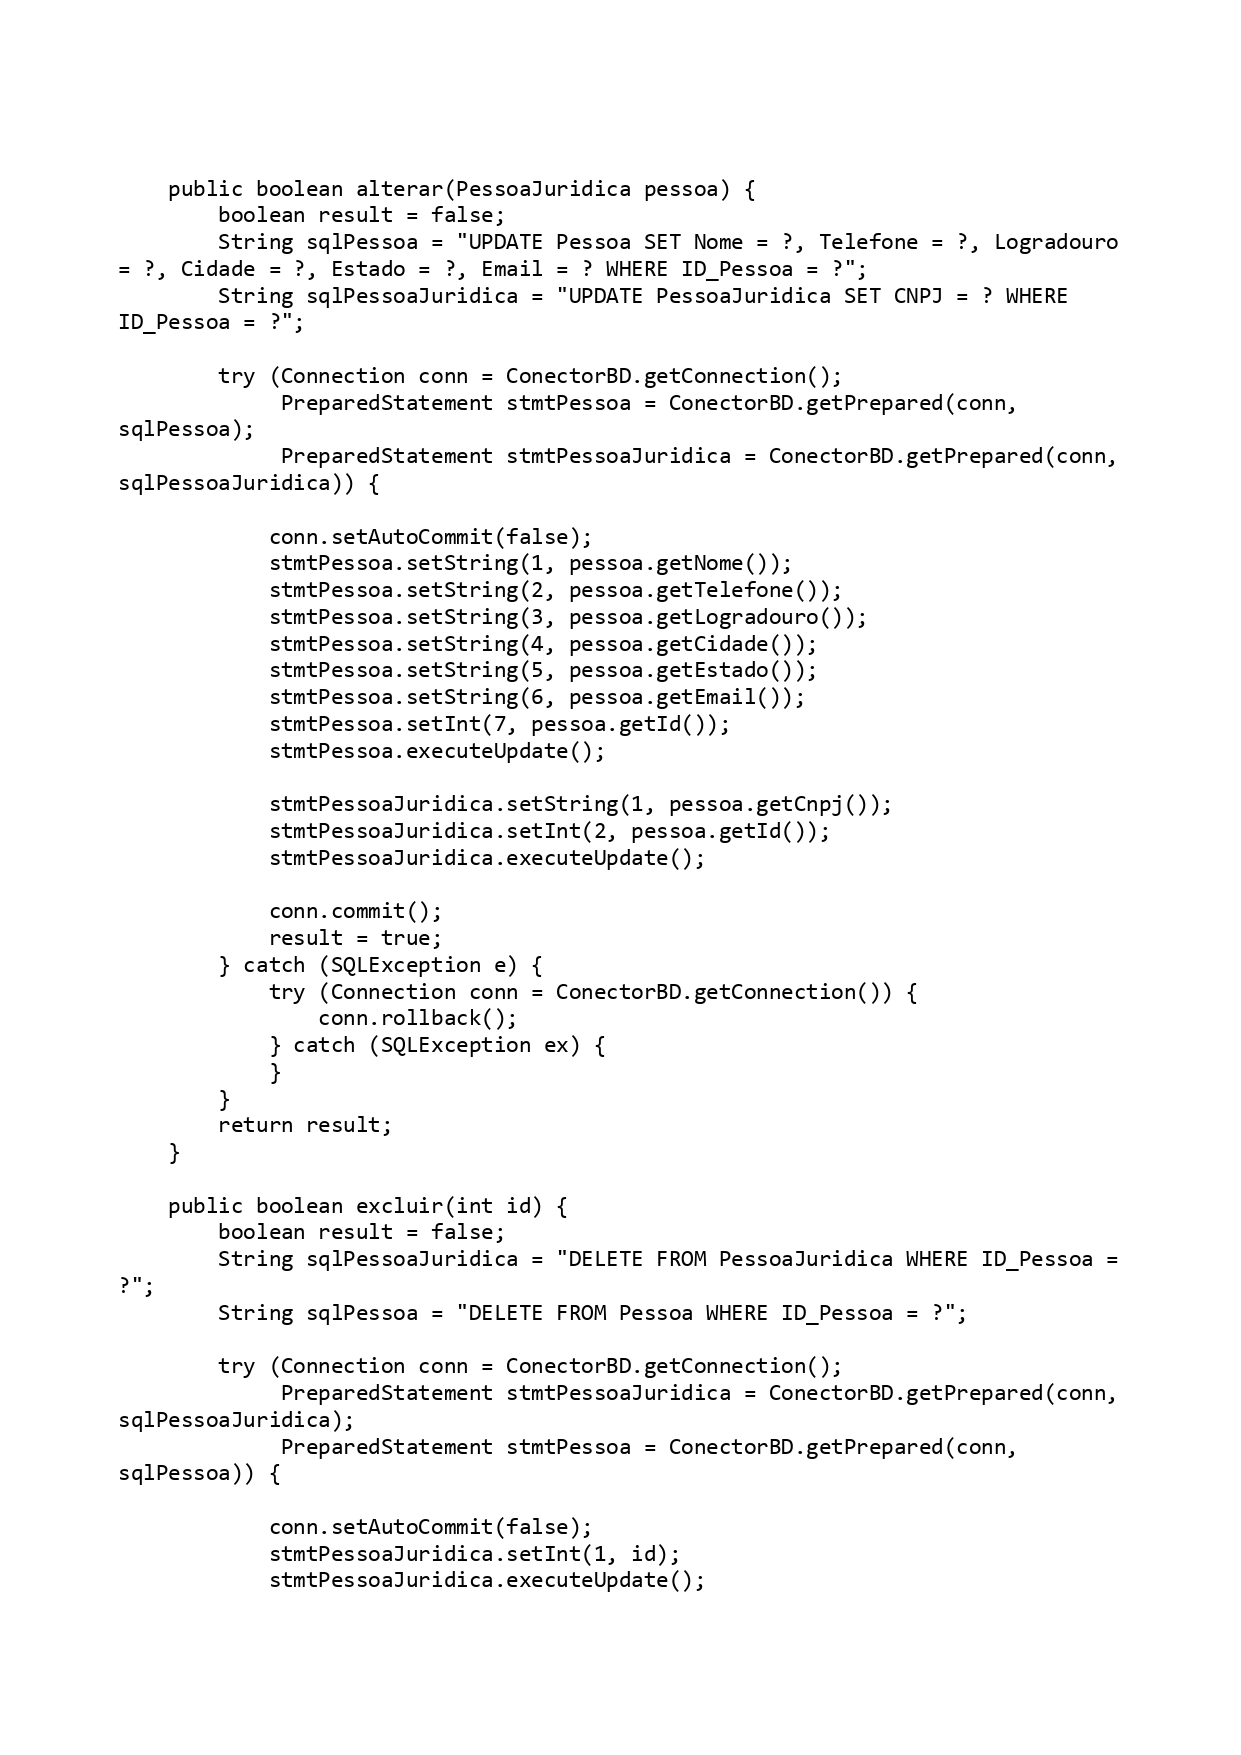 public boolean alterar(PessoaJuridica pessoa) {
        boolean result = false;
        String sqlPessoa = "UPDATE Pessoa SET Nome = ?, Telefone = ?, Logradouro
= ?, Cidade = ?, Estado = ?, Email = ? WHERE ID_Pessoa = ?";
        String sqlPessoaJuridica = "UPDATE PessoaJuridica SET CNPJ = ? WHERE
ID_Pessoa = ?";

        try (Connection conn = ConectorBD.getConnection();
             PreparedStatement stmtPessoa = ConectorBD.getPrepared(conn,
sqlPessoa);
             PreparedStatement stmtPessoaJuridica = ConectorBD.getPrepared(conn,
sqlPessoaJuridica)) {

            conn.setAutoCommit(false);
            stmtPessoa.setString(1, pessoa.getNome());
            stmtPessoa.setString(2, pessoa.getTelefone());
            stmtPessoa.setString(3, pessoa.getLogradouro());
            stmtPessoa.setString(4, pessoa.getCidade());
            stmtPessoa.setString(5, pessoa.getEstado());
            stmtPessoa.setString(6, pessoa.getEmail());
            stmtPessoa.setInt(7, pessoa.getId());
            stmtPessoa.executeUpdate();

            stmtPessoaJuridica.setString(1, pessoa.getCnpj());
            stmtPessoaJuridica.setInt(2, pessoa.getId());
            stmtPessoaJuridica.executeUpdate();

            conn.commit();
            result = true;
        } catch (SQLException e) {
            try (Connection conn = ConectorBD.getConnection()) {
                conn.rollback();
            } catch (SQLException ex) {
            }
        }
        return result;
    }

    public boolean excluir(int id) {
        boolean result = false;
        String sqlPessoaJuridica = "DELETE FROM PessoaJuridica WHERE ID_Pessoa =
?";
        String sqlPessoa = "DELETE FROM Pessoa WHERE ID_Pessoa = ?";

        try (Connection conn = ConectorBD.getConnection();
             PreparedStatement stmtPessoaJuridica = ConectorBD.getPrepared(conn,
sqlPessoaJuridica);
             PreparedStatement stmtPessoa = ConectorBD.getPrepared(conn,
sqlPessoa)) {

            conn.setAutoCommit(false);
            stmtPessoaJuridica.setInt(1, id);
            stmtPessoaJuridica.executeUpdate();